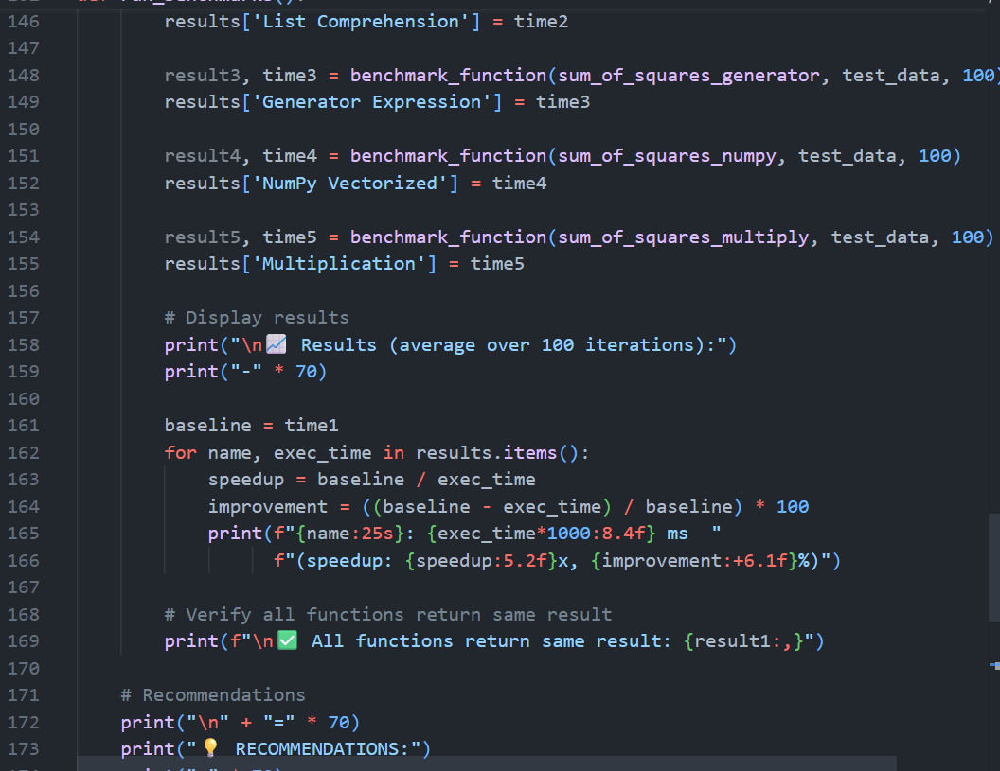 146 results['List Comprehension'] = time2
147
148 result3, time3 = benchmark_function(sum_of_squares_generator, test_data, 100)
149 results['Generator Expression'] = time3
150
151 result4, time4 = benchmark_function(sum_of_squares_numpy, test_data, 100)
152 results['NumPy Vectorized'] = time4
153
154 result5, time5 = benchmark_function(sum_of_squares_multiply, test_data, 100)
155 results['Multiplication'] = time5
156
157 # Display results
158 print("\n📈 Results (average over 100 iterations):")
159 print("-" * 70)
160
161 baseline = time1
162 for name, exec_time in results.items():
163 speedup = baseline / exec_time
164 improvement = ((baseline - exec_time) / baseline) * 100
165 print(f"{name:25s}: {exec_time*1000:8.4f} ms  "
166 f"(speedup: {speedup:5.2f}x, {improvement:+6.1f}%)")
167
168 # Verify all functions return same result
169 print(f"\n✅ All functions return same result: {result1:,}")
170
171 # Recommendations
172 print("\n" + "=" * 70)
173 print("💡 RECOMMENDATIONS:")